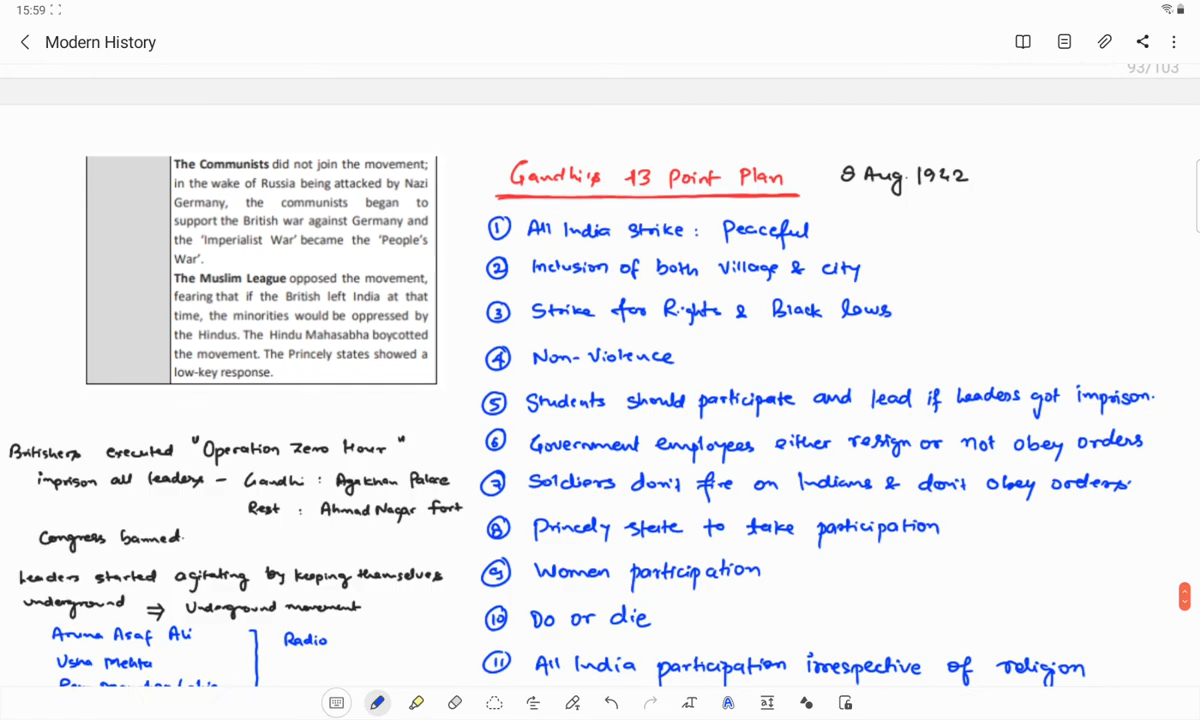 15:59
Modern History
93/103
The Communists did not join the movement;
in the wake of Russia being attacked by Nazi
Germany, the communists began to
support the British war against Germany and
the 'Imperialist War' became the 'People's
War'.
The Muslim League opposed the movement,
fearing that if the British left India at that
time, the minorities would be oppressed by
the Hindus. The Hindu Mahasabha boycotted
the movement. The Princely states showed a
low-key response.
Britishers executed "Operation Zero Hour"
imprison all leaders - Gandhi : Aga Khan Palace
Rest : Ahmad Nagar fort
Congress banned.
Leaders started agitating by keeping themselves
underground ⇒ Underground movement
Aruna Asaf Ali
Usha Mehta
Radio
Gandhi's 13 Point Plan 8 Aug. 1942
① All India Strike : Peaceful
② Inclusion of both village & city
③ Strike for Rights & Black laws
④ Non-Violence
⑤ Students should participate and lead if leaders got imprison.
⑥ Government employees either resign or not obey orders
⑦ Soldiers don't fire on Indians & don't obey orders.
⑧ Princely state to take participation
⑨ Women participation
⑩ Do or die
⑪ All India participation irrespective of religion